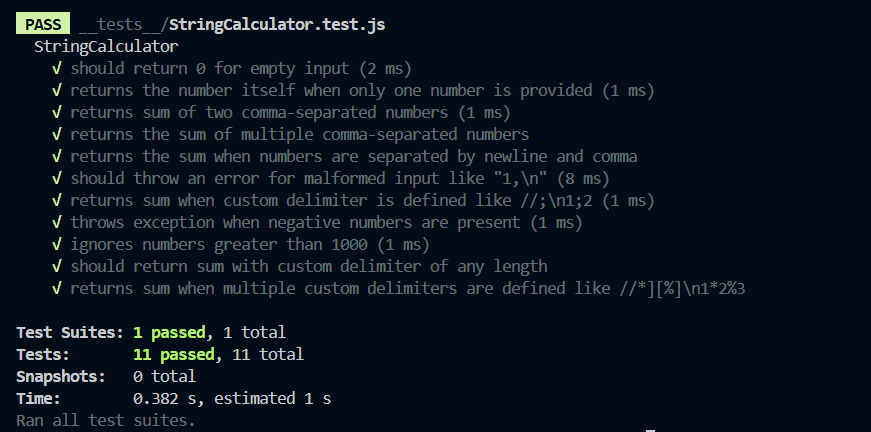 PASS __tests__/StringCalculator.test.js
StringCalculator
√ should return 0 for empty input (2 ms)
√ returns the number itself when only one number is provided (1 ms)
√ returns sum of two comma-separated numbers (1 ms)
√ returns the sum of multiple comma-separated numbers
√ returns the sum when numbers are separated by newline and comma
√ should throw an error for malformed input like "1,\n" (8 ms)
√ returns sum when custom delimiter is defined like //;\n1;2 (1 ms)
√ throws exception when negative numbers are present (1 ms)
√ ignores numbers greater than 1000 (1 ms)
√ should return sum with custom delimiter of any length
√ returns sum when multiple custom delimiters are defined like //*][%]\n1*2%3
Test Suites: 1 passed, 1 total
Tests: 11 passed, 11 total
Snapshots: 0 total
Time: 0.382 s, estimated 1 s
Ran all test suites.